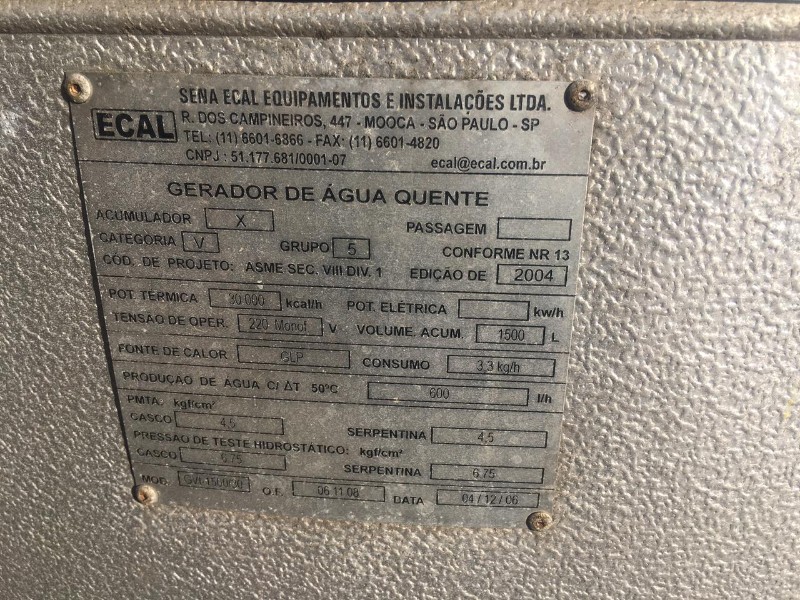 SENA ECAL EQUIPAMENTOS E INSTALAÇÕES LTDA.
ECAL R. DOS CAMPINEIROS, 447 - MOOCA - SÃO PAULO - SP
TEL: (11) 6601-6866 - FAX: (11) 6601-4820
CNPJ : 51.177.681/0001-07 ecal@ecal.com.br
GERADOR DE ÁGUA QUENTE
ACUMULADOR X PASSAGEM
CATEGORIA V GRUPO 5 CONFORME NR 13
CÓD. DE PROJETO: ASME SEC. VIII DIV. 1 EDIÇÃO DE 2004
POT. TÉRMICA 30 000 kcal/h POT. ELÉTRICA kw/h
TENSÃO DE OPER. 220 Monof V VOLUME. ACUM. 1500 L
FONTE DE CALOR GLP CONSUMO 3,3 kg/h
PRODUÇÃO DE ÁGUA C/ ΔT 50ºC 600 l/h
PMTA: kgf/cm²
CASCO 4,5 SERPENTINA 4,5
PRESSÃO DE TESTE HIDROSTÁTICO: kgf/cm²
CASCO 6,75 SERPENTINA 6,75
MOD. O.F. 06 11 08 DATA 04 / 12 / 06